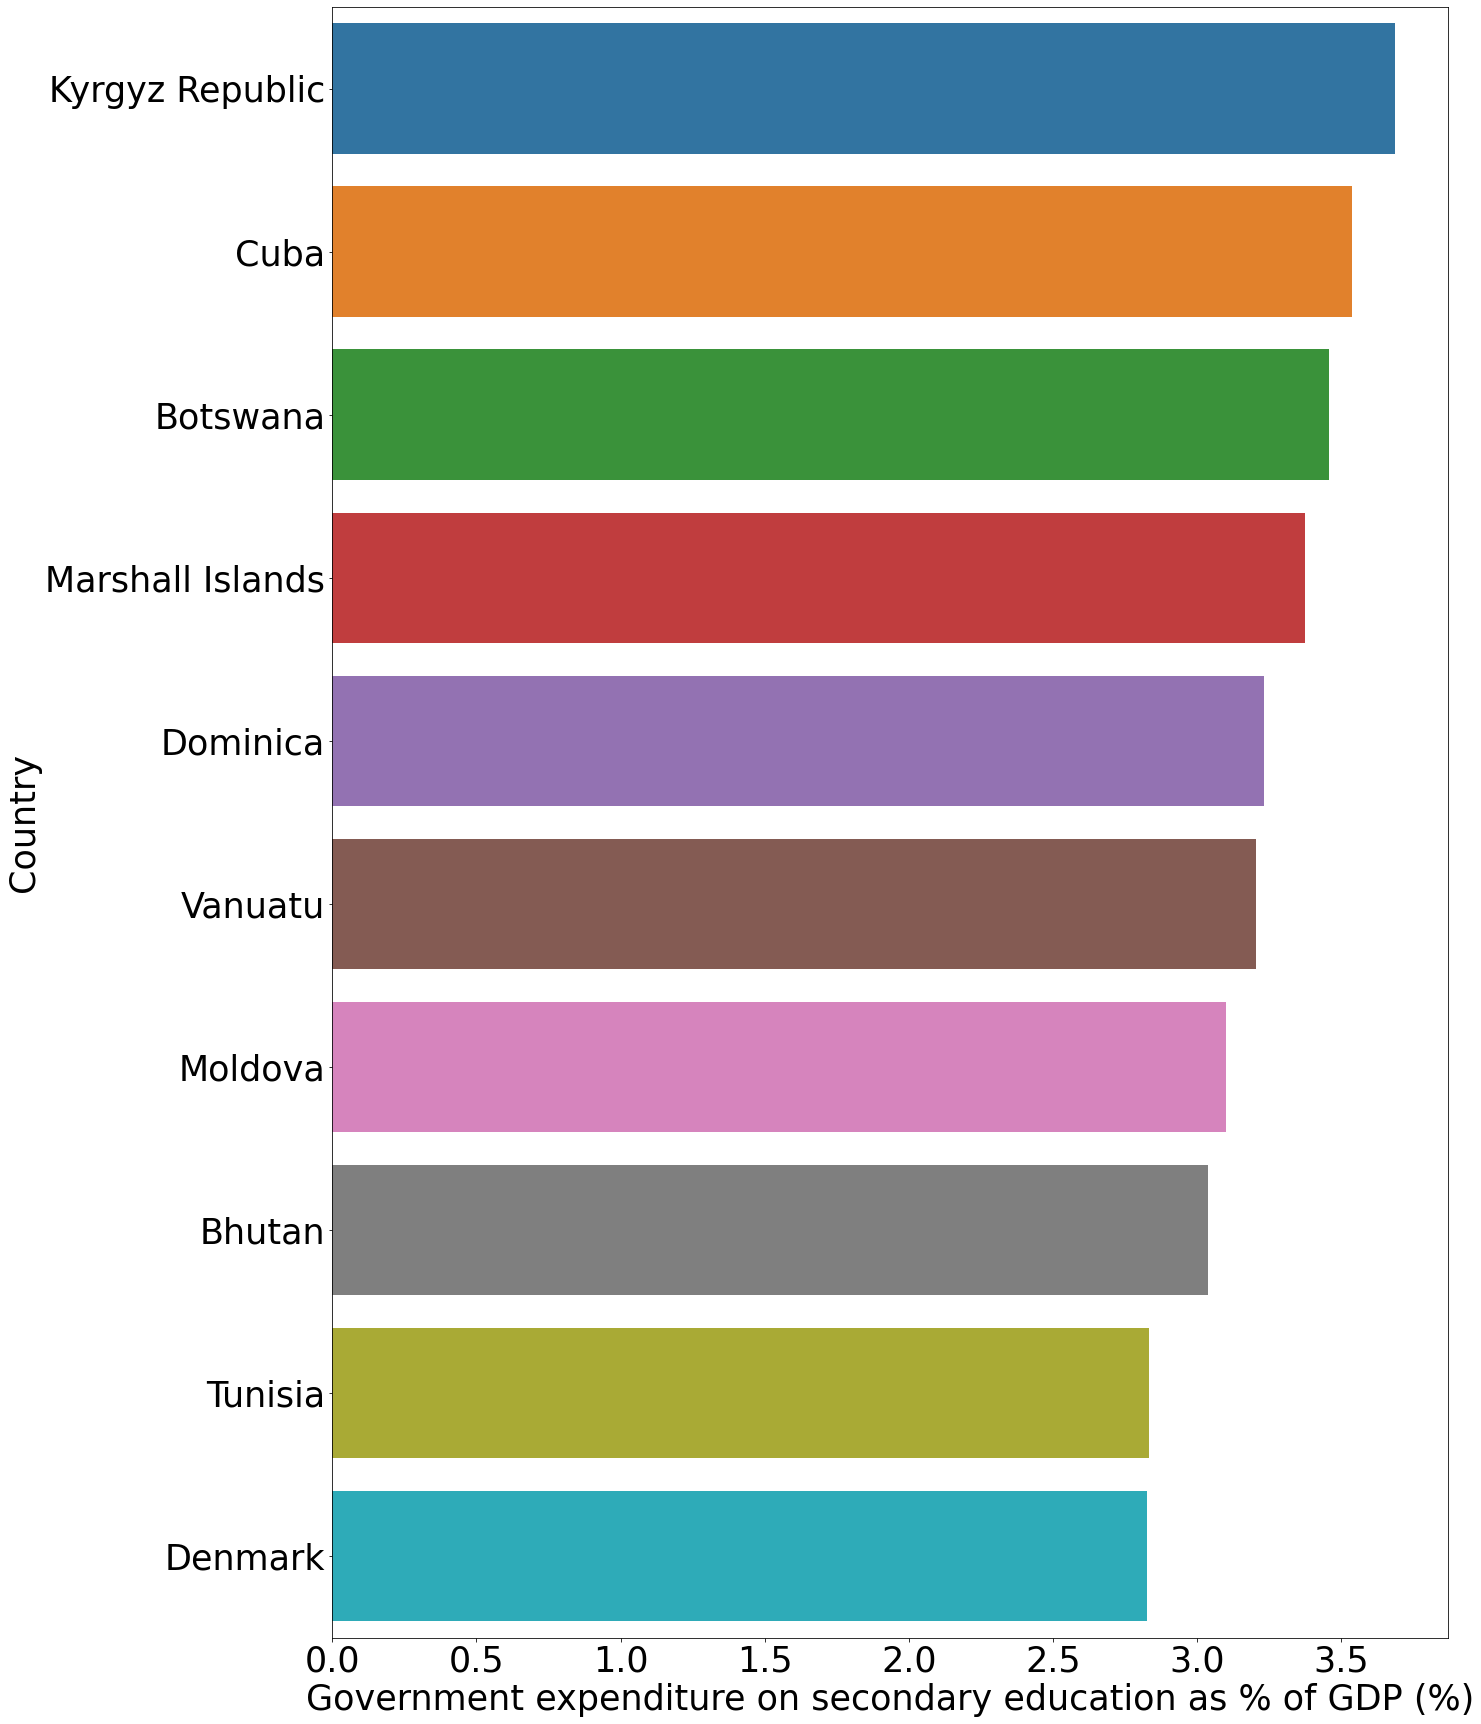 Kyrgyz Republic
Cuba
Botswana
Marshall Islands
Dominica
Vanuatu
Moldova
Bhutan
Tunisia
Denmark
Country
0.0 0.5 1.0 1.5 2.0 2.5 3.0 3.5
Government expenditure on secondary education as % of GDP (%)